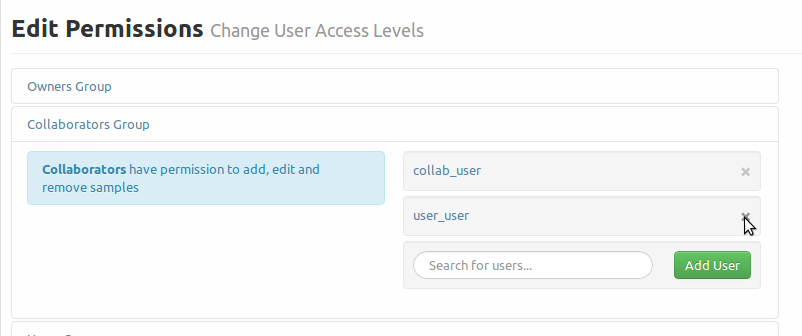 Edit Permissions Change User Access Levels
Owners Group
Collaborators Group
Collaborators have permission to add, edit and
remove samples
collab_user ×
user_user ×
Search for users... Add User